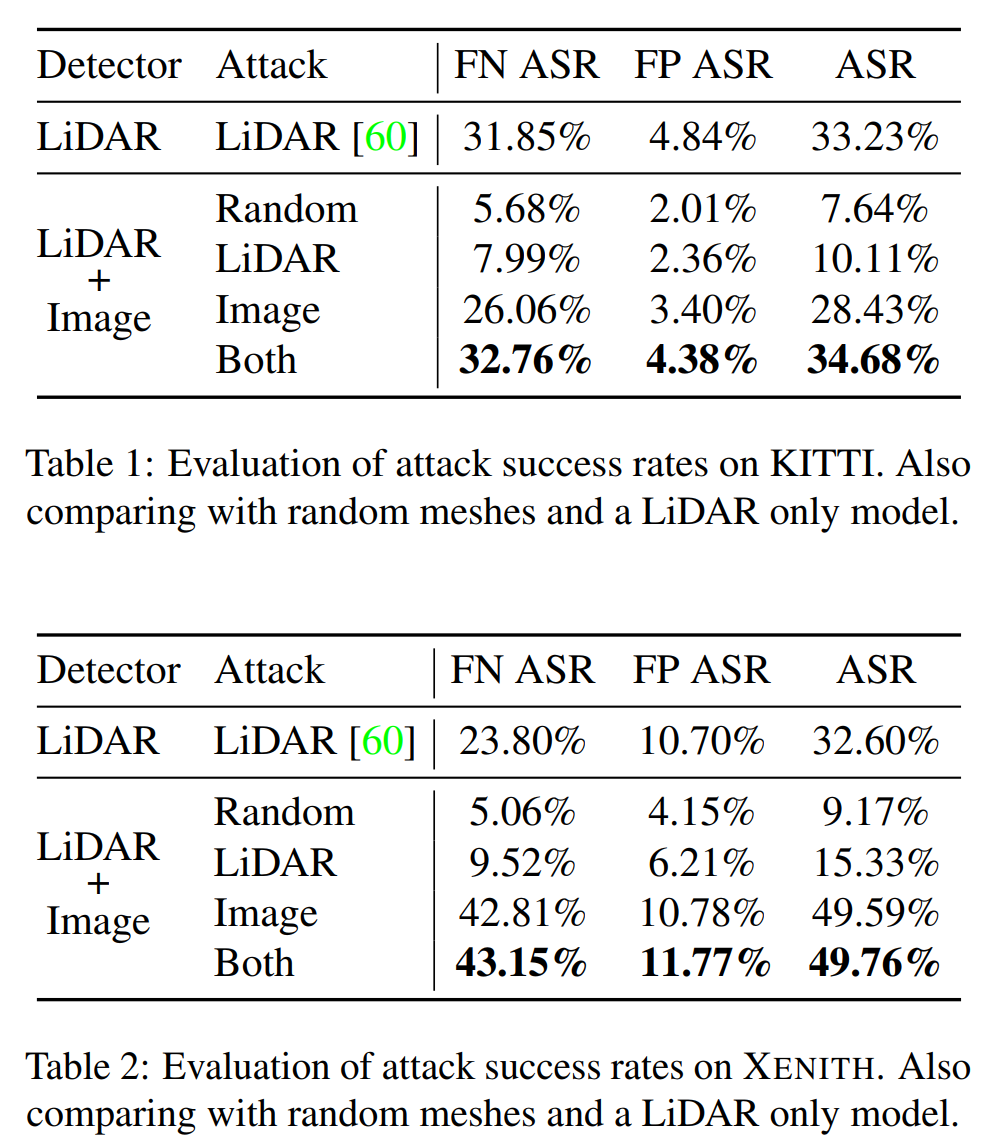 Detector Attack FN ASR FP ASR ASR
LiDAR LiDAR [60] 31.85% 4.84% 33.23%
LiDAR + Image
Random 5.68% 2.01% 7.64%
LiDAR 7.99% 2.36% 10.11%
Image 26.06% 3.40% 28.43%
Both 32.76% 4.38% 34.68%
Table 1: Evaluation of attack success rates on KITTI. Also
comparing with random meshes and a LiDAR only model.
Detector Attack FN ASR FP ASR ASR
LiDAR LiDAR [60] 23.80% 10.70% 32.60%
LiDAR + Image
Random 5.06% 4.15% 9.17%
LiDAR 9.52% 6.21% 15.33%
Image 42.81% 10.78% 49.59%
Both 43.15% 11.77% 49.76%
Table 2: Evaluation of attack success rates on XENITH. Also
comparing with random meshes and a LiDAR only model.